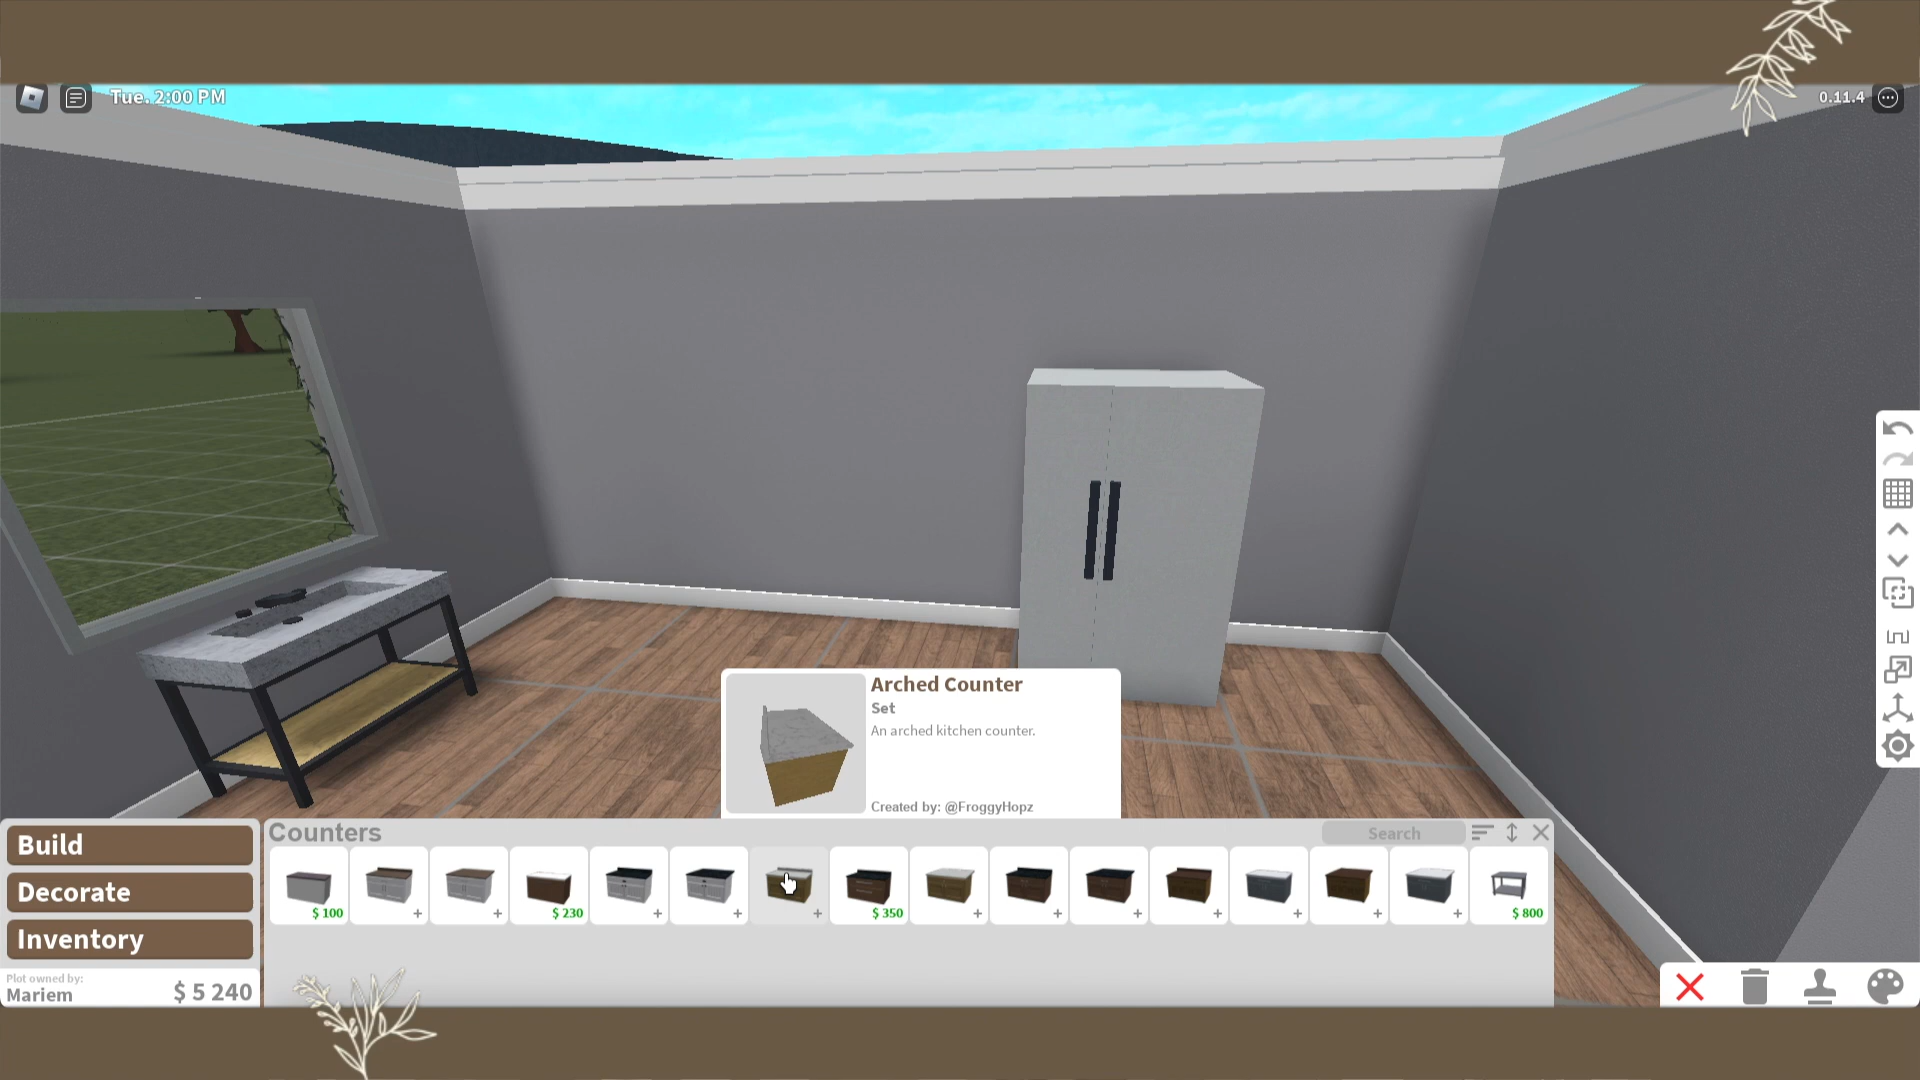 Tue. 2:00 PM
0.11.4
Arched Counter
Set
An arched kitchen counter.
Created by: @FroggyHopz
Build
Decorate
Inventory
Plot owned by:
Mariem
$ 5 240
Counters
Search
$ 100
$ 230
$ 350
$ 800